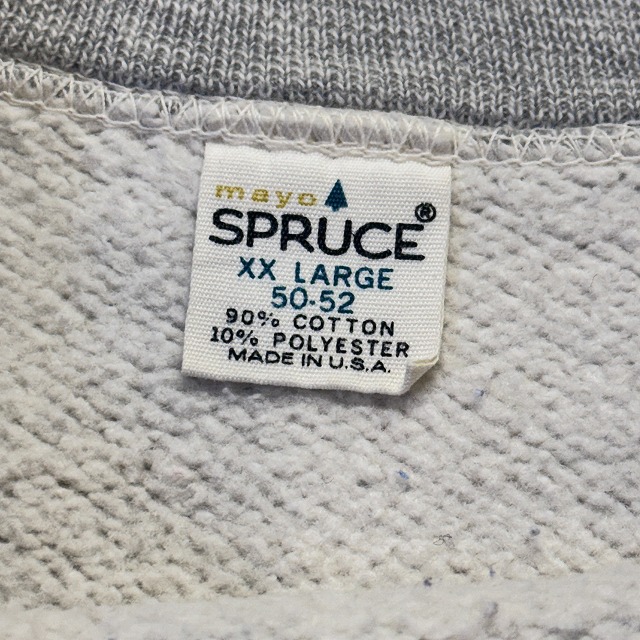 mayo
SPRUCE®
XX LARGE
50-52
90% COTTON
10% POLYESTER
MADE IN U.S.A.